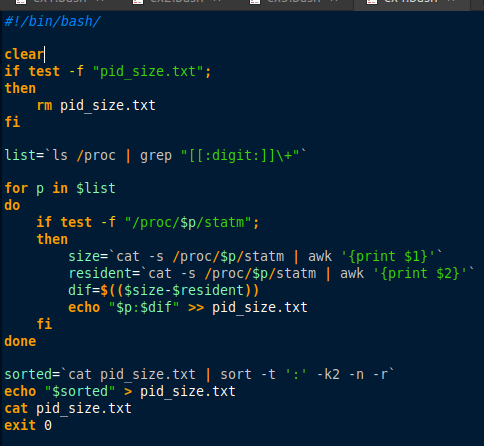 #!/bin/bash/
clear
if test -f "pid_size.txt";
then
    rm pid_size.txt
fi
list=`ls /proc | grep "[[:digit:]]\+"`
for p in $list
do
    if test -f "/proc/$p/statm";
    then
        size=`cat -s /proc/$p/statm | awk '{print $1}'`
        resident=`cat -s /proc/$p/statm | awk '{print $2}'`
        dif=$(($size-$resident))
        echo "$p:$dif" >> pid_size.txt
    fi
done
sorted=`cat pid_size.txt | sort -t ':' -k2 -n -r`
echo "$sorted" > pid_size.txt
cat pid_size.txt
exit 0